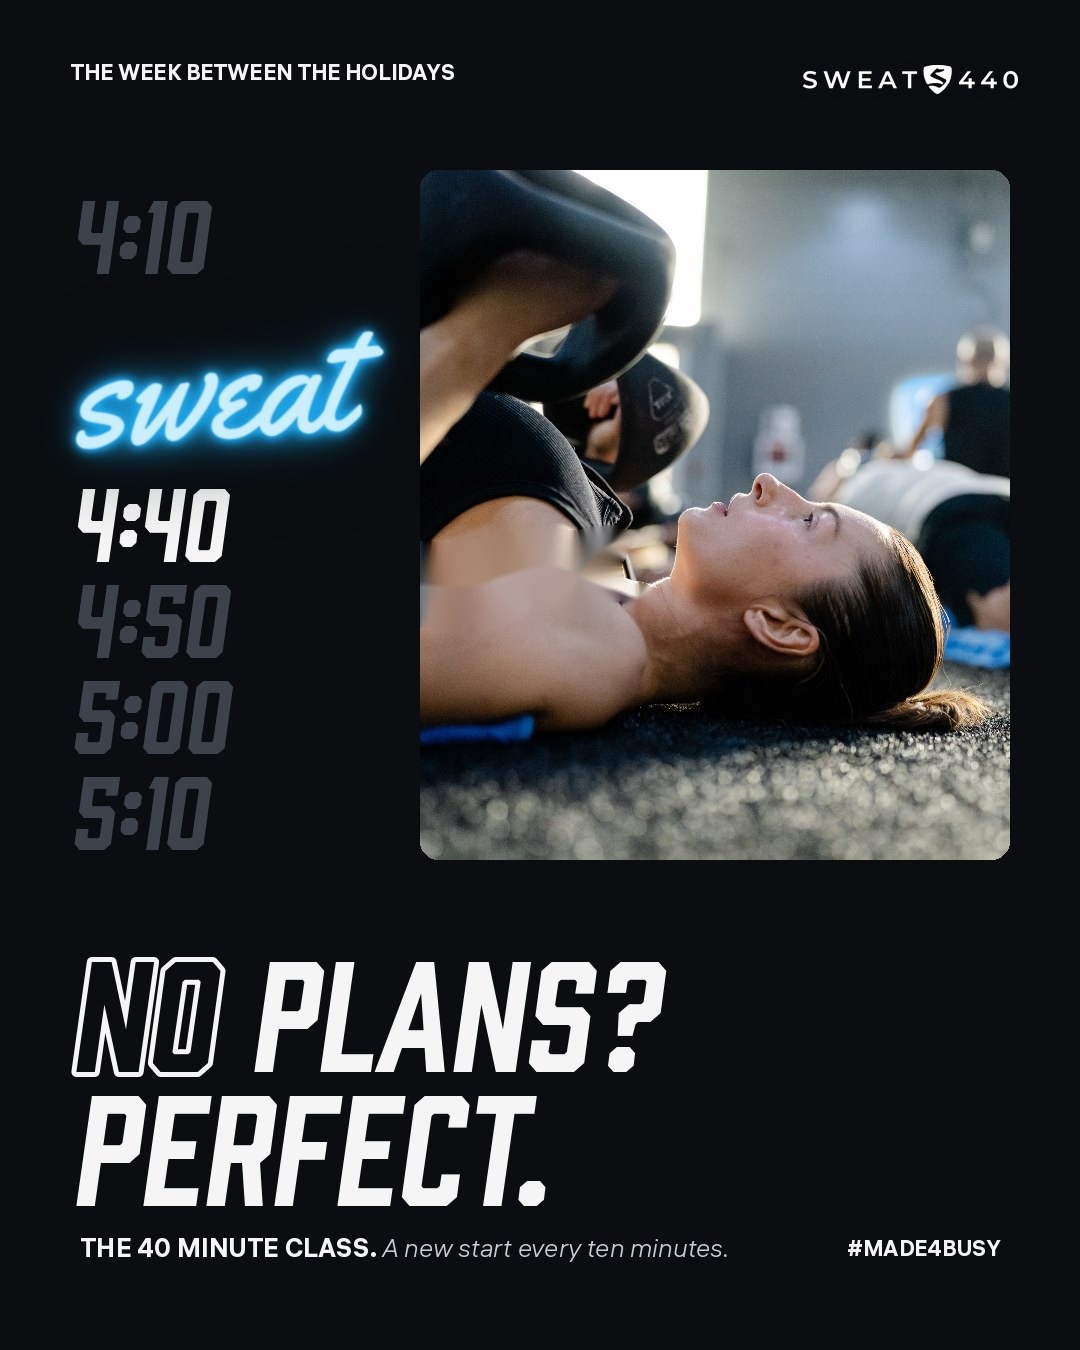 THE WEEK BETWEEN THE HOLIDAYS
SWEAT 440
4:10
sweat
4:40
4:50
5:00
5:10
NO PLANS?
PERFECT.
THE 40 MINUTE CLASS. A new start every ten minutes.
#MADE4BUSY